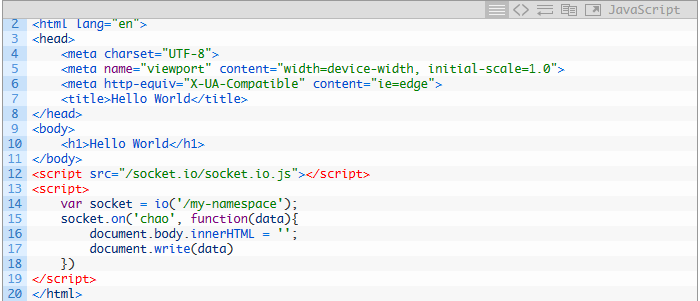 JavaScript
2 <html lang="en">
3 <head>
4     <meta charset="UTF-8">
5     <meta name="viewport" content="width=device-width, initial-scale=1.0">
6     <meta http-equiv="X-UA-Compatible" content="ie=edge">
7     <title>Hello World</title>
8 </head>
9 <body>
10     <h1>Hello World</h1>
11 </body>
12 <script src="/socket.io/socket.io.js"></script>
13 <script>
14     var socket = io('/my-namespace');
15     socket.on('chao', function(data){
16         document.body.innerHTML = '';
17         document.write(data)
18     })
19 </script>
20 </html>